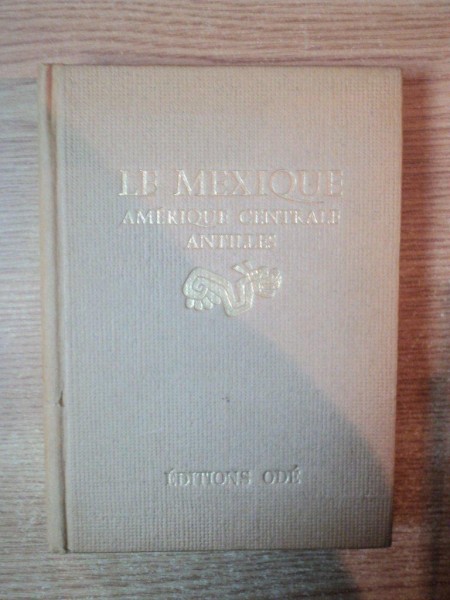 LE MEXIQUE
AMÉRIQUE CENTRALE
ANTILLES
ÉDITIONS ODÉ